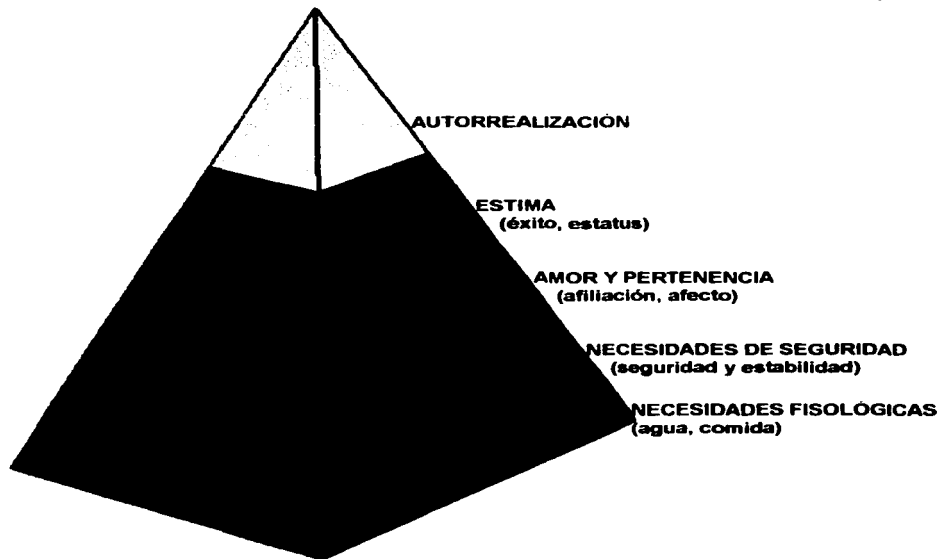 AUTORREALIZACIÓN
ESTIMA
(éxito, estatus)
AMOR Y PERTENENCIA
(afiliación, afecto)
NECESIDADES DE SEGURIDAD
(seguridad y estabilidad)
NECESIDADES FISOLÓGICAS
(agua, comida)